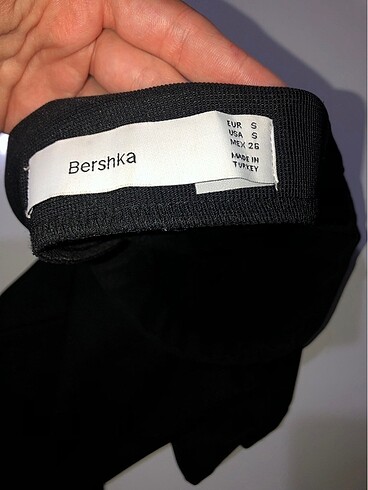 Bershka
EUR S
USA S
MEX 26
MADE IN
TURKEY